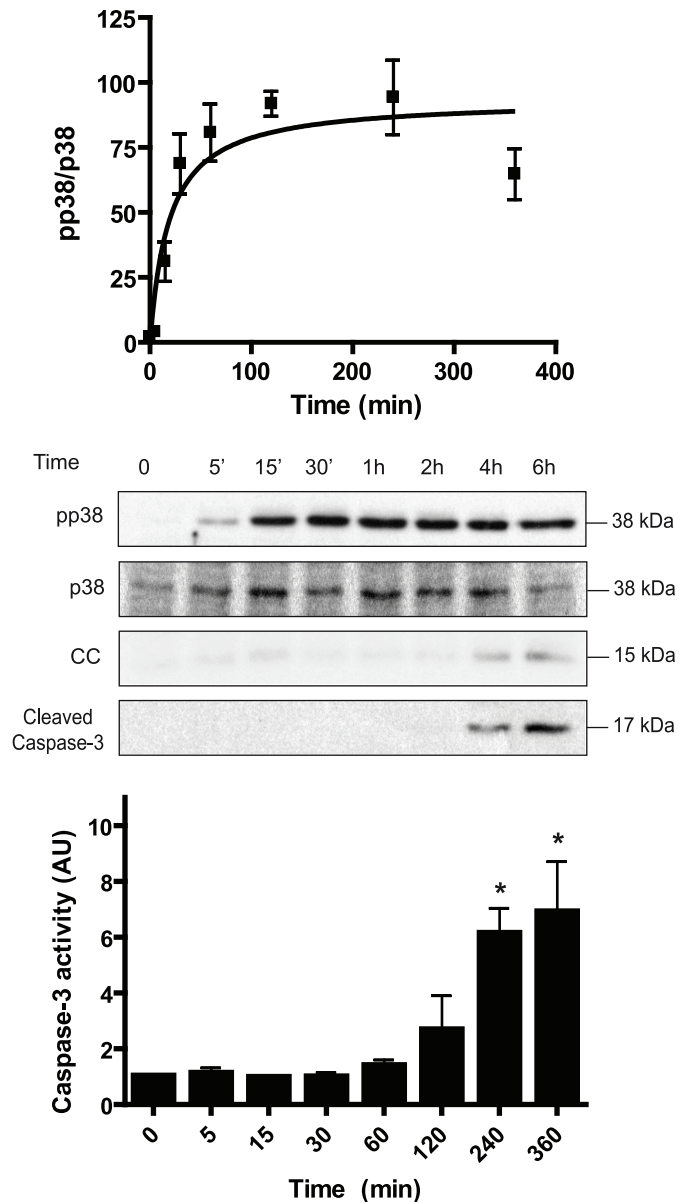 125
100
75
50
25
0
pp38/p38
0 100 200 300 400
Time (min)
Time 0 5' 15' 30' 1h 2h 4h 6h
pp38 38 kDa
p38 38 kDa
CC 15 kDa
Cleaved
Caspase-3 17 kDa
10
8
6
4
2
0
Caspase-3 activity (AU)
* *
0 5 15 30 60 120 240 360
Time (min)